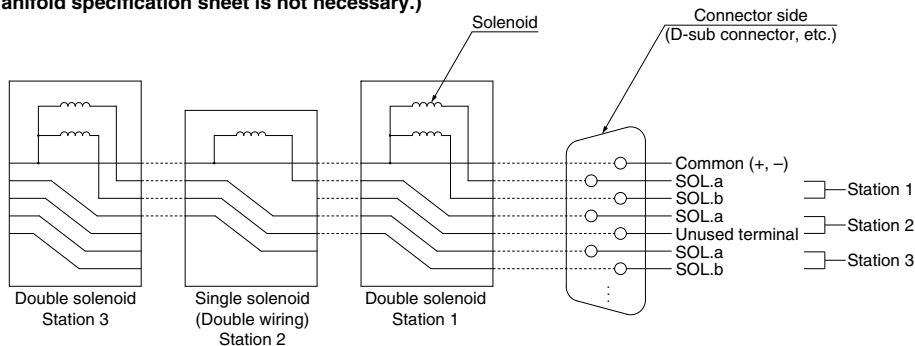 anifold specification sheet is not necessary.)
Solenoid
Connector side
(D-sub connector, etc.)
Common (+, –)
SOL.a
SOL.b
Station 1
SOL.a
Unused terminal
Station 2
SOL.a
SOL.b
Station 3
Double solenoid
Station 3
Single solenoid
(Double wiring)
Station 2
Double solenoid
Station 1